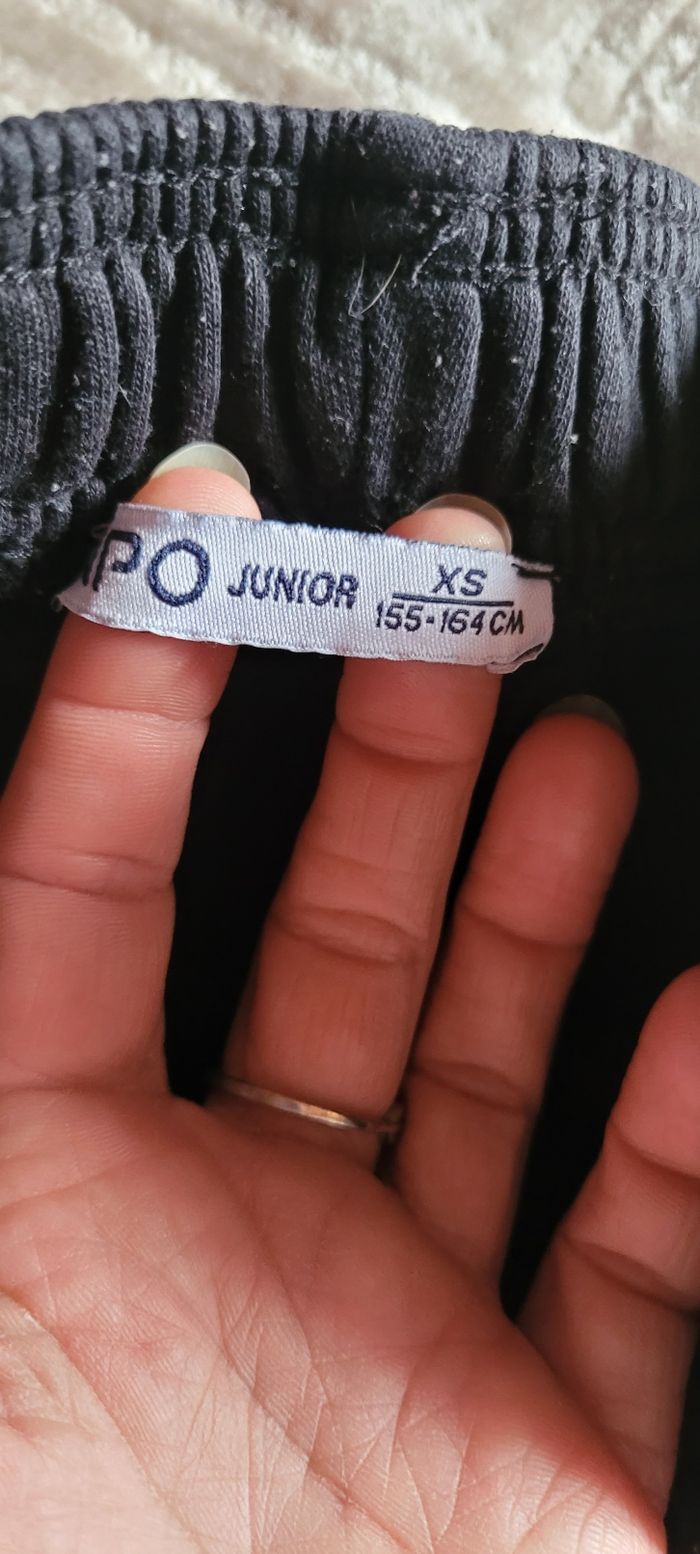 PO JUNIOR XS
155-164 CM